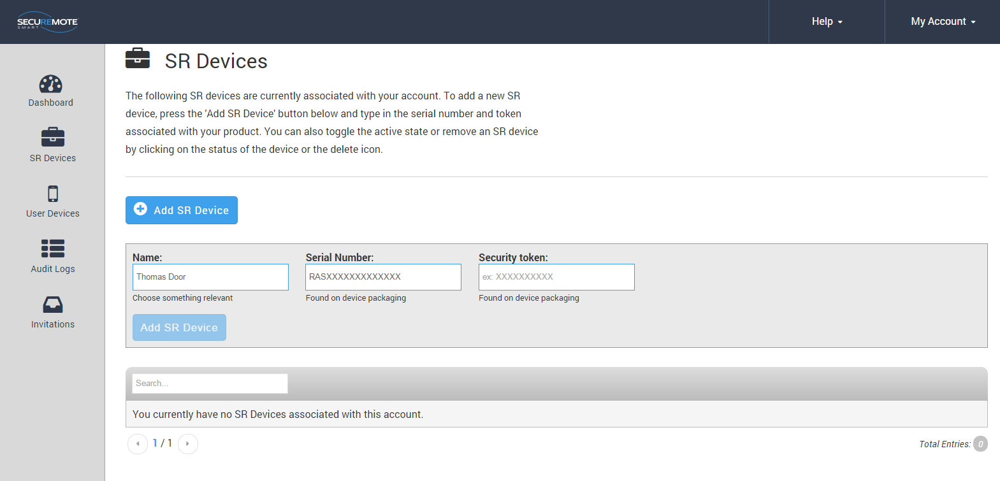 SECUREMOTE
SMART
Help
My Account
Dashboard
SR Devices
User Devices
Audit Logs
Invitations
SR Devices
The following SR devices are currently associated with your account. To add a new SR
device, press the 'Add SR Device' button below and type in the serial number and token
associated with your product. You can also toggle the active state or remove an SR device
by clicking on the status of the device or the delete icon.
Add SR Device
Name: Serial Number: Security token:
Thomas Door RASXXXXXXXXXXXXX ex: XXXXXXXXXX
Choose something relevant Found on device packaging Found on device packaging
Add SR Device
Search...
You currently have no SR Devices associated with this account.
1 / 1
Total Entries: 0